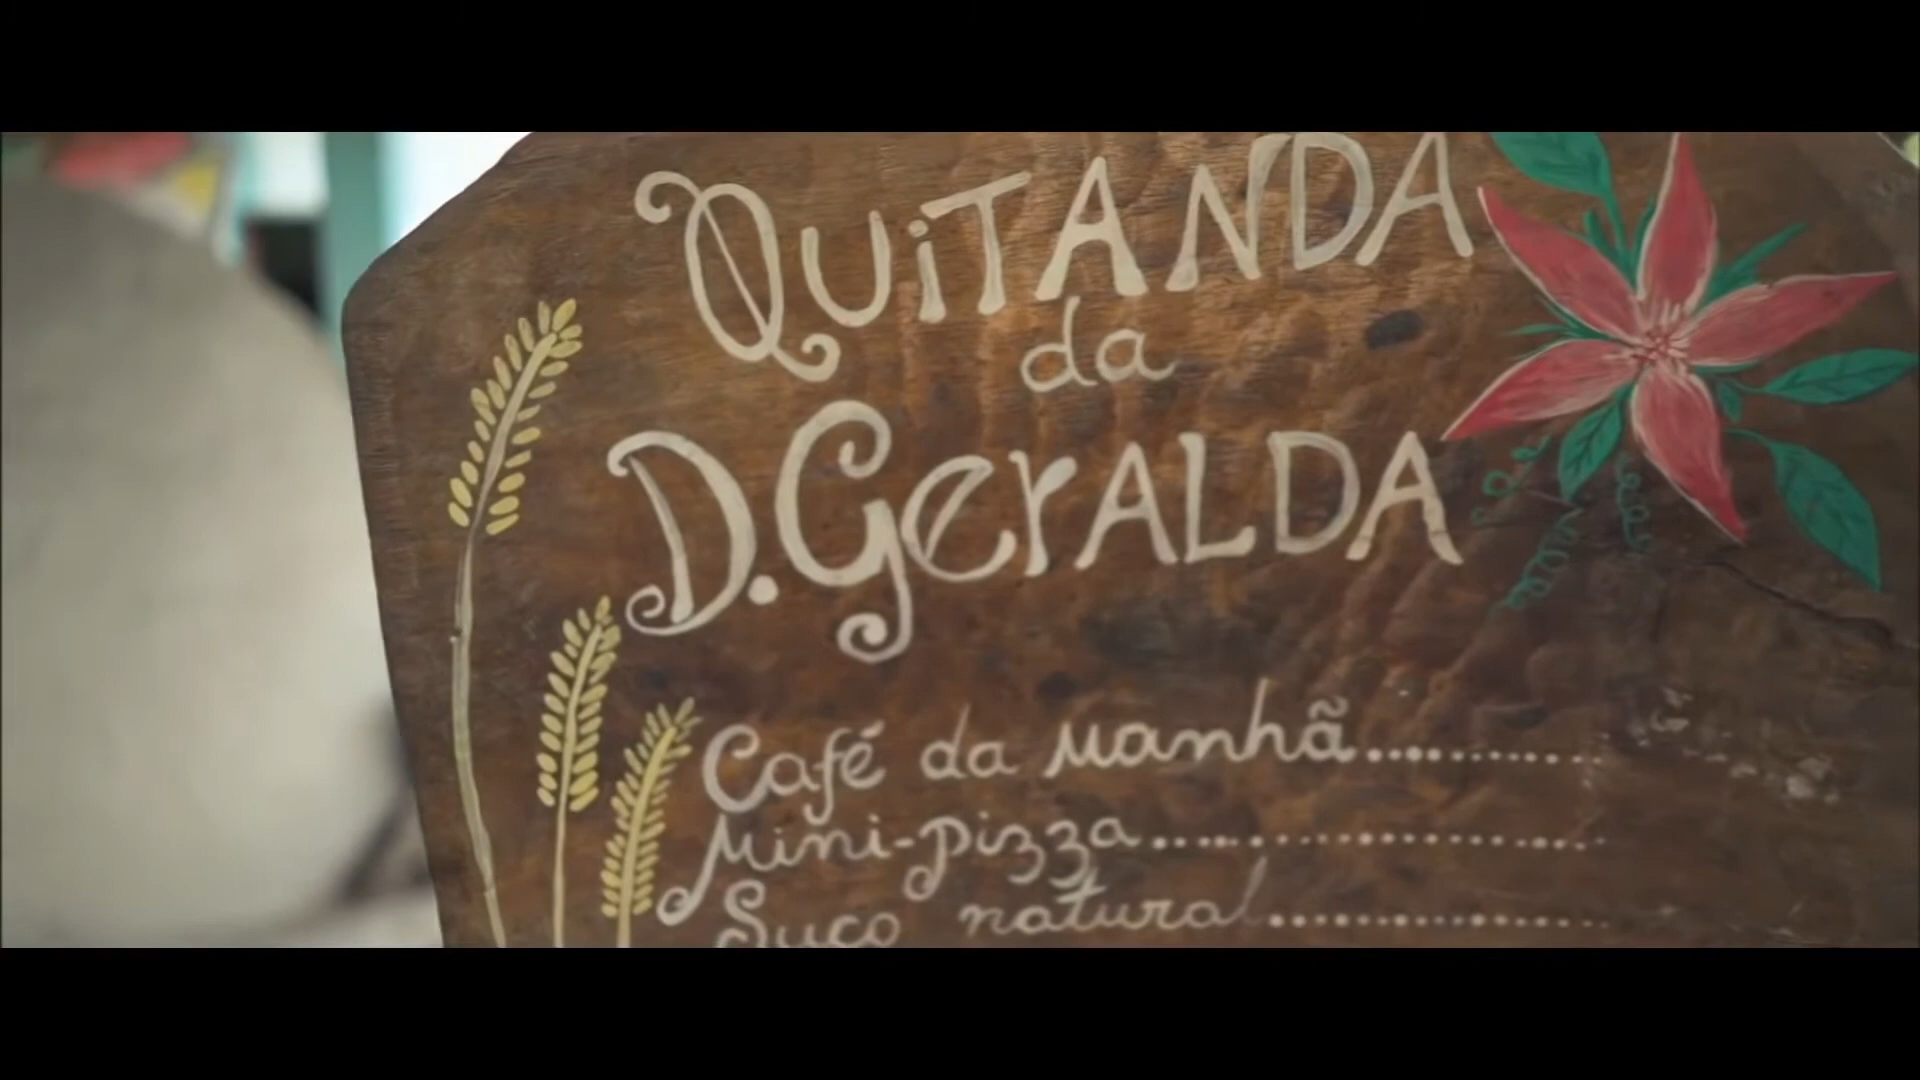 QUiTANDA
da
D. GerALDA
Café da Manhã..................
Mini-pizza..............................
Suco natural..........................